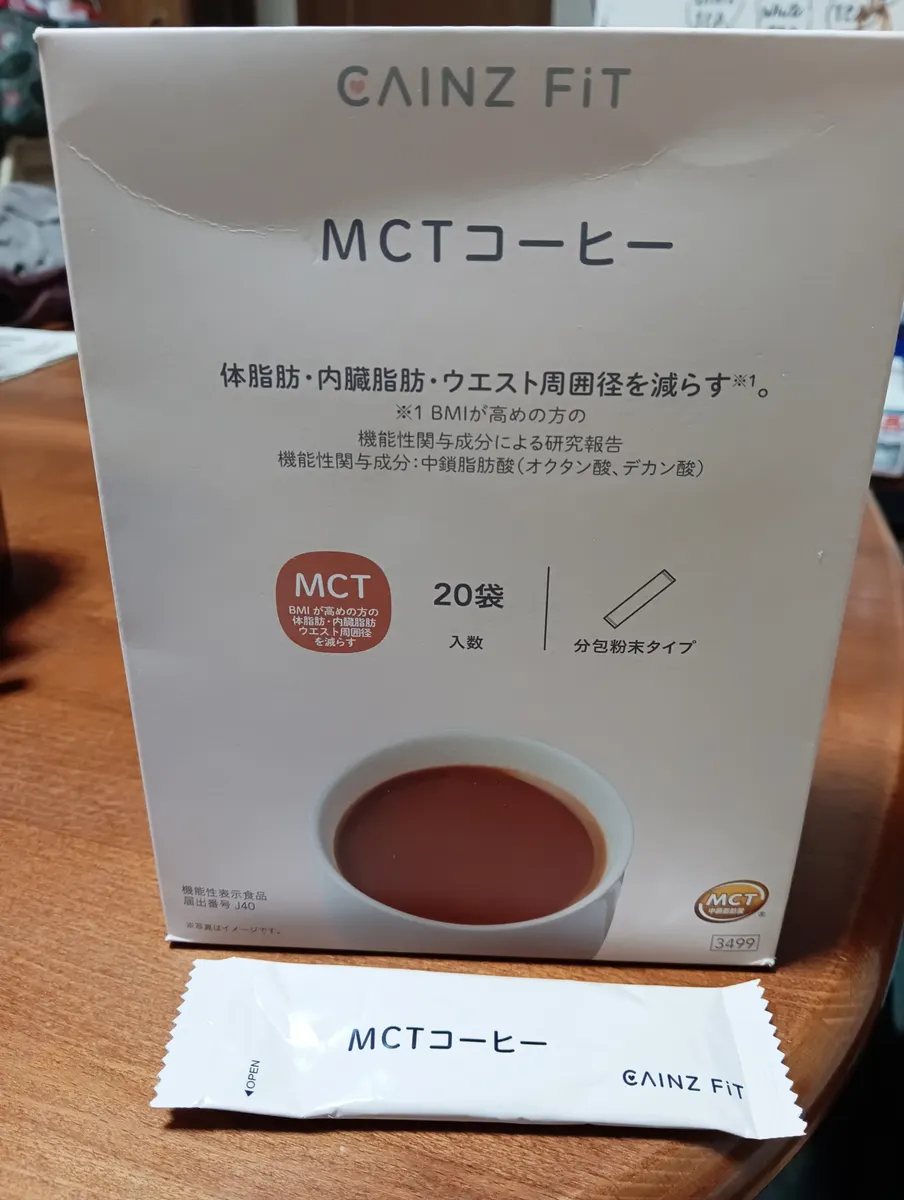 CAINZ FiT
MCTコーヒー
体脂肪・内臓脂肪・ウエスト周囲径を減らす※1。
※1 BMIが高めの方の
機能性関与成分による研究報告
機能性関与成分：中鎖脂肪酸（オクタン酸、デカン酸）
MCT
BMI が高めの方の
体脂肪・内臓脂肪
ウエスト周囲径
を減らす
20袋
入数
分包粉末タイプ
機能性表示食品
届出番号 J40
※写真はイメージです。
MCT
中鎖脂肪酸
3499
MCTコーヒー
◀OPEN
CAINZ FiT